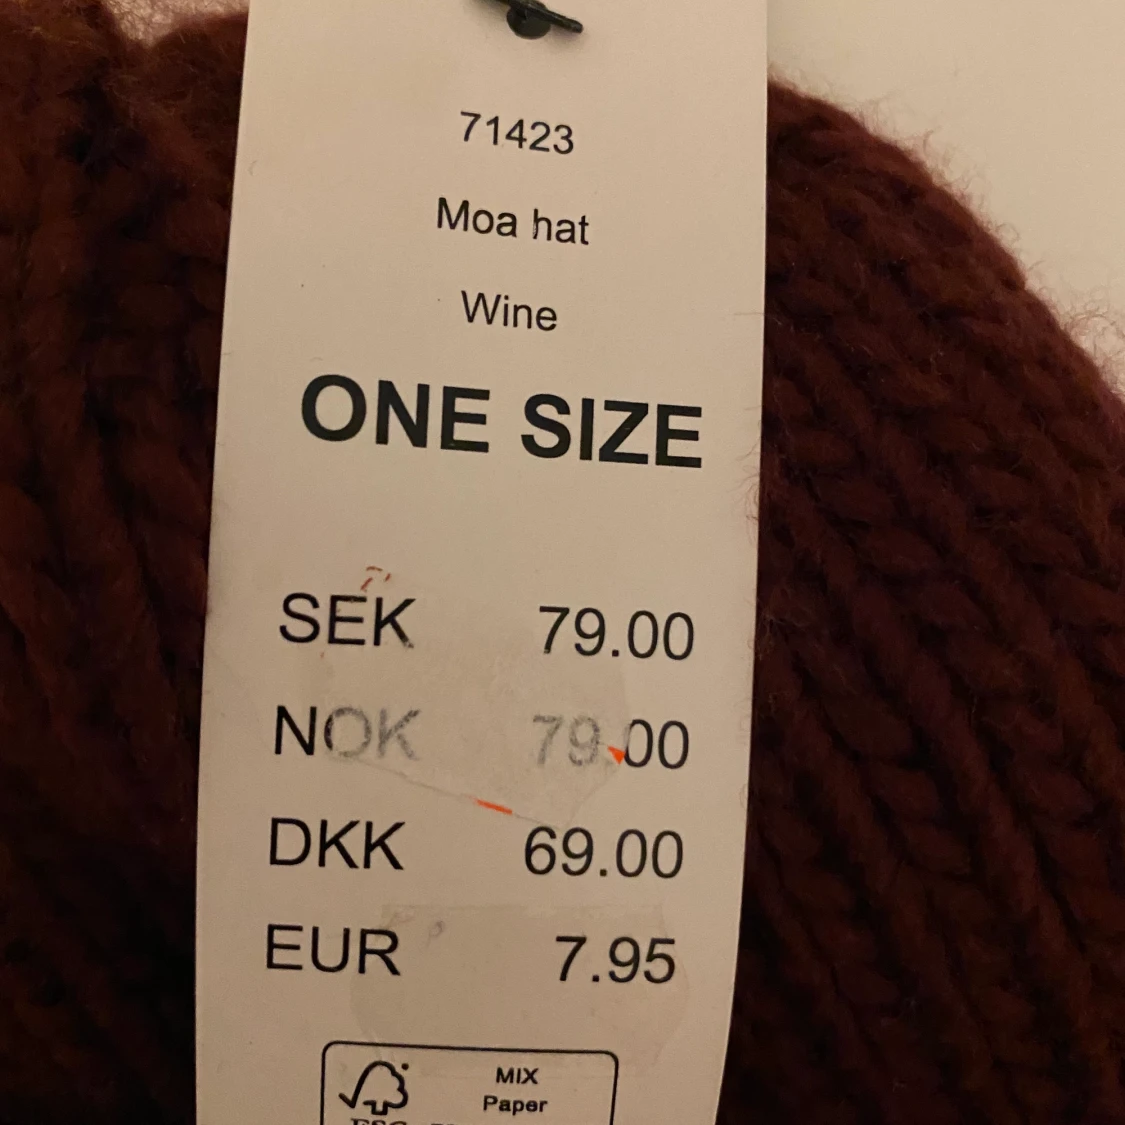 71423
Moa hat
Wine
ONE SIZE
SEK 79.00
NOK 79.00
DKK 69.00
EUR 7.95
MIX
Paper